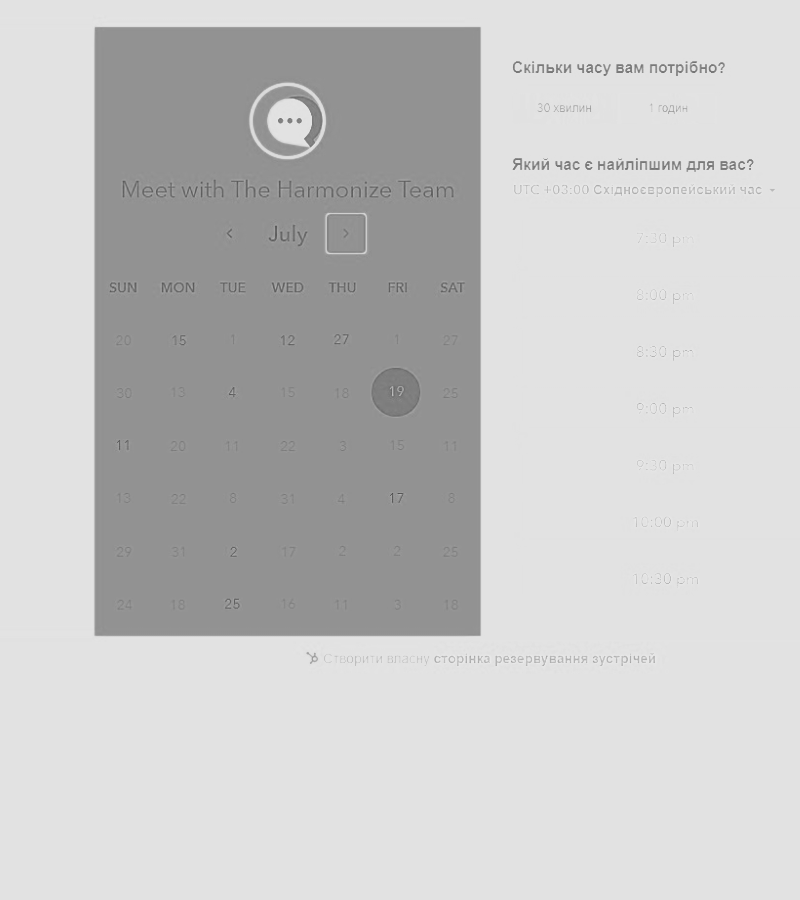 Meet with The Harmonize Team
July
SUN MON TUE WED THU FRI SAT
20 15 1 12 27 1 27
30 13 4 15 18 19 25
11 20 11 22 3 15 11
13 22 8 31 4 17 8
29 31 2 17 2 2 25
24 18 25 16 11 3 18
Скільки часу вам потрібно?
30 хвилин 1 годин
Який час є найліпшим для вас?
UTC +03:00 Східноєвропейський час
7:30 pm
8:00 pm
8:30 pm
9:00 pm
9:30 pm
10:00 pm
10:30 pm
Створити власну сторінка резервування зустрічей